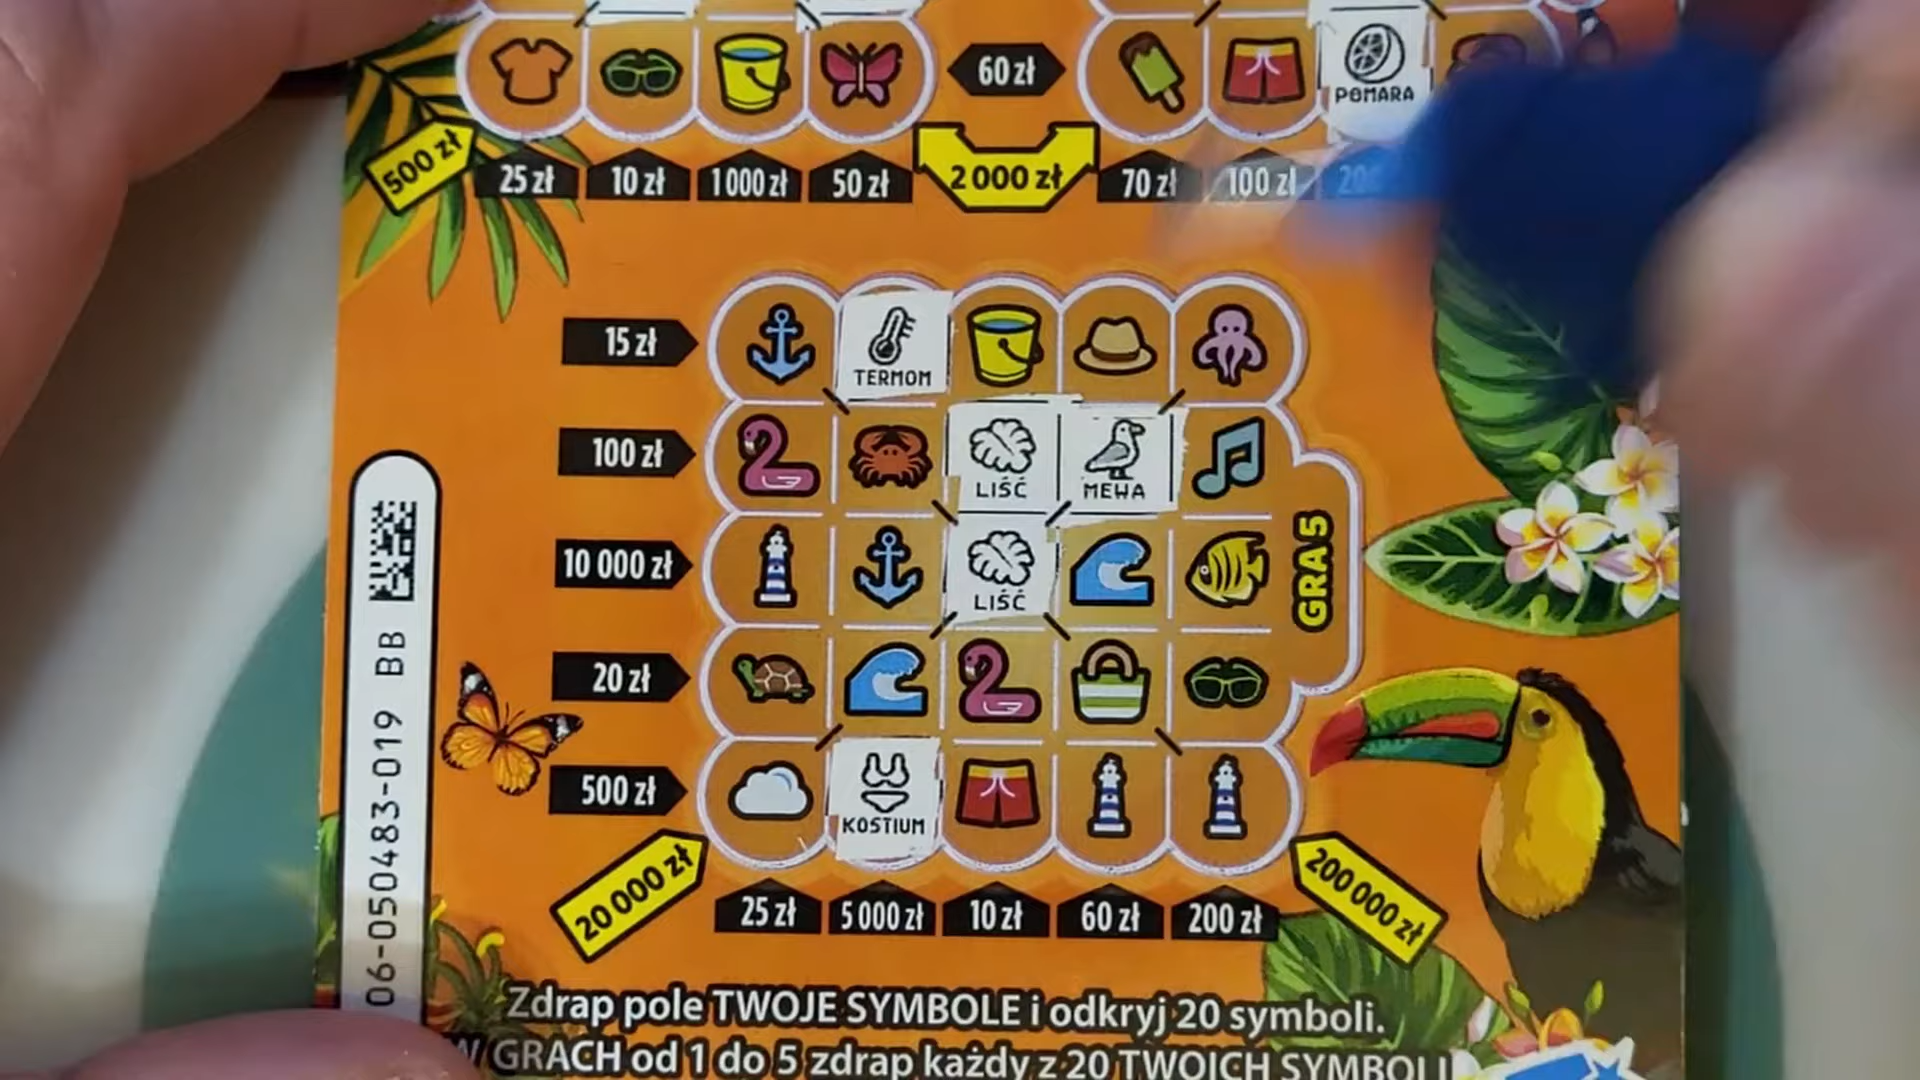 60 zł
POMARA
500 zł
25 zł 10 zł 1 000 zł 50 zł 2 000 zł 70 zł 100 zł
15 zł
TERMOM
100 zł
LIŚĆ MEWA
10 000 zł
LIŚĆ
GRA 5
20 zł
500 zł
KOSTIUM
20 000 zł
25 zł 5 000 zł 10 zł 60 zł 200 zł
200 000 zł
06-050483-019 BB
Zdrap pole TWOJE SYMBOLE i odkryj 20 symboli.
W GRACH od 1 do 5 zdrap każdy z 20 TWOICH SYMBOLI